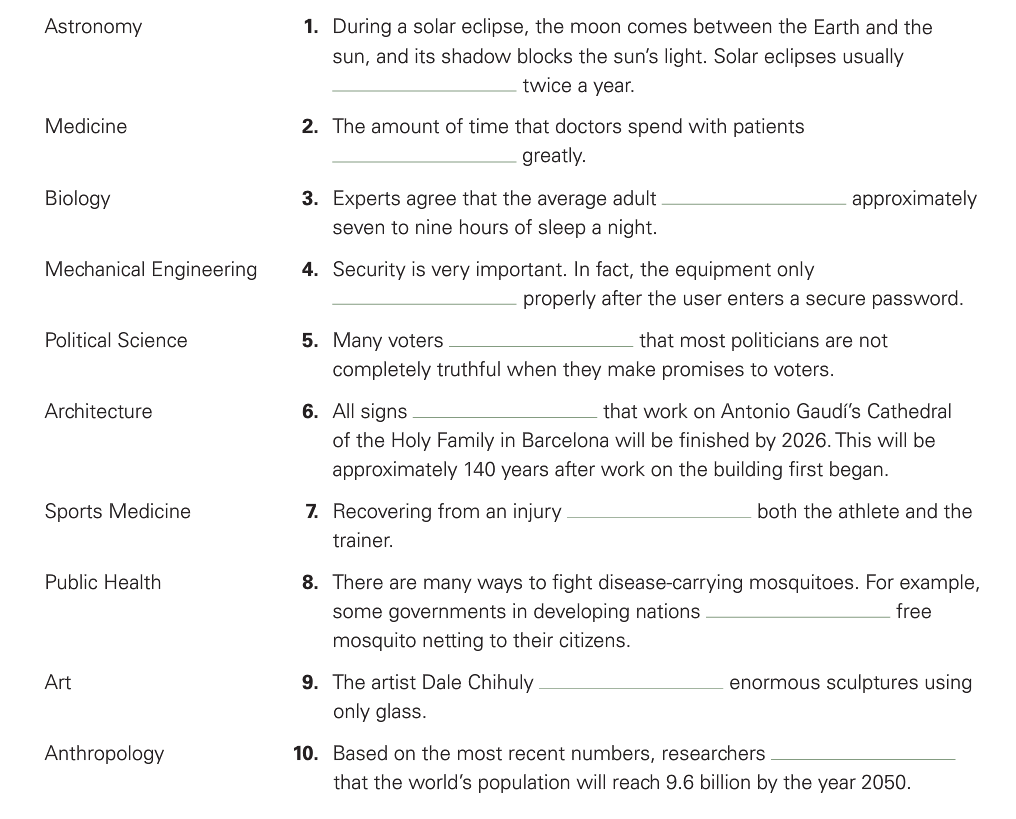 Astronomy 1. During a solar eclipse, the moon comes between the Earth and the
sun, and its shadow blocks the sun's light. Solar eclipses usually
____ twice a year.
Medicine 2. The amount of time that doctors spend with patients
____ greatly.
Biology 3. Experts agree that the average adult ____ approximately
seven to nine hours of sleep a night.
Mechanical Engineering 4. Security is very important. In fact, the equipment only
____ properly after the user enters a secure password.
Political Science 5. Many voters ____ that most politicians are not
completely truthful when they make promises to voters.
Architecture 6. All signs ____ that work on Antonio Gaudí's Cathedral
of the Holy Family in Barcelona will be finished by 2026. This will be
approximately 140 years after work on the building first began.
Sports Medicine 7. Recovering from an injury ____ both the athlete and the
trainer.
Public Health 8. There are many ways to fight disease-carrying mosquitoes. For example,
some governments in developing nations ____ free
mosquito netting to their citizens.
Art 9. The artist Dale Chihuly ____ enormous sculptures using
only glass.
Anthropology 10. Based on the most recent numbers, researchers ____
that the world's population will reach 9.6 billion by the year 2050.